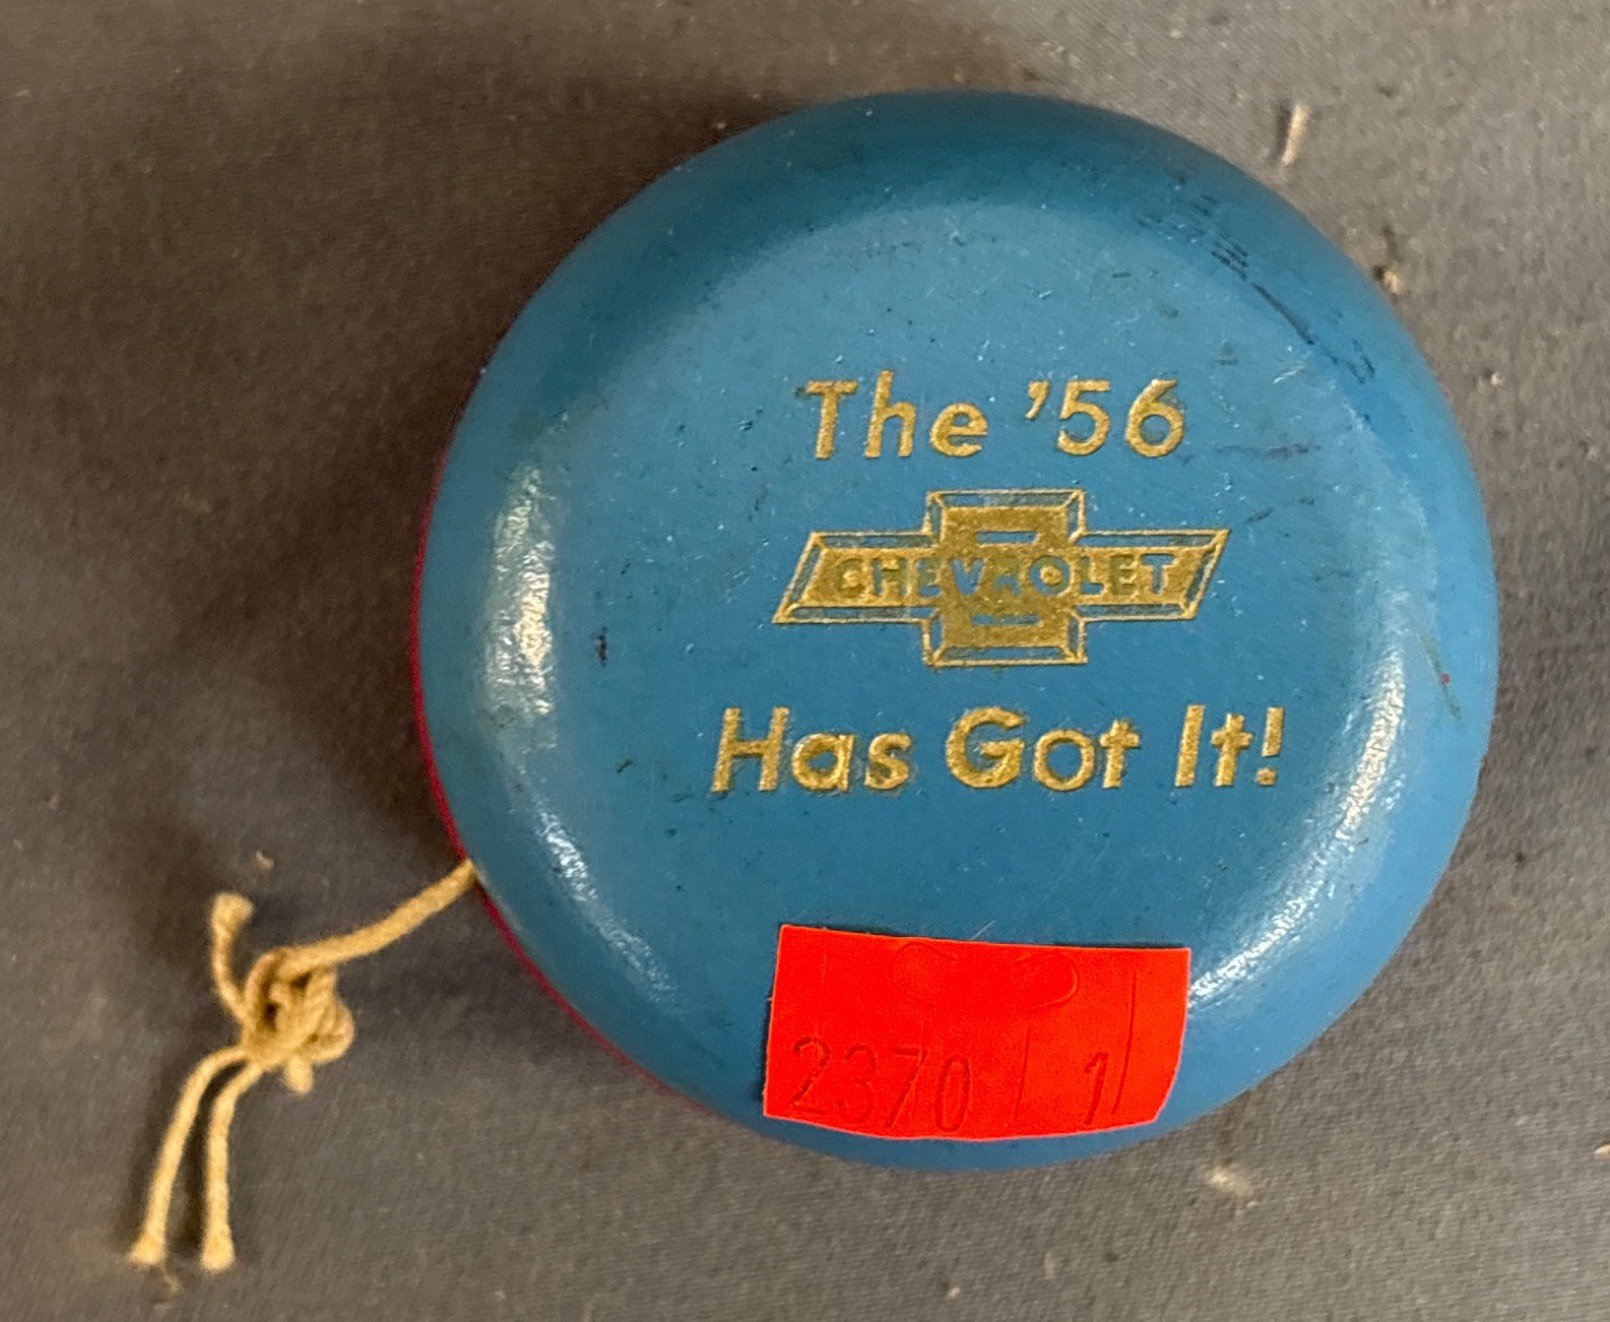 The '56
CHEVROLET
Has Got It!
2370 1